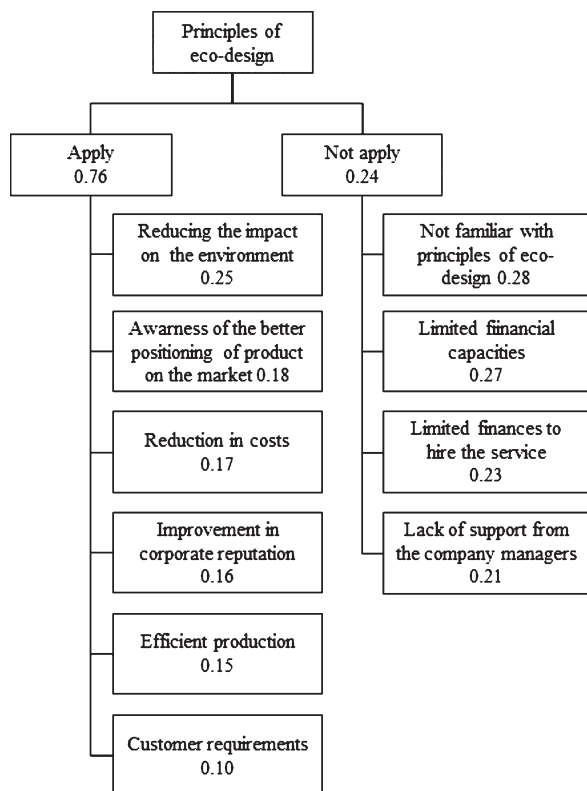 Principles of
eco-design
Apply
0.76
Not apply
0.24
Reducing the impact
on the environment
0.25
Awarness of the better
positioning of product
on the market 0.18
Reduction in costs
0.17
Improvement in
corporate reputation
0.16
Efficient production
0.15
Customer requirements
0.10
Not familiar with
principles of eco-
design 0.28
Limited fiinancial
capacities
0.27
Limited finances to
hire the service
0.23
Lack of support from
the company managers
0.21